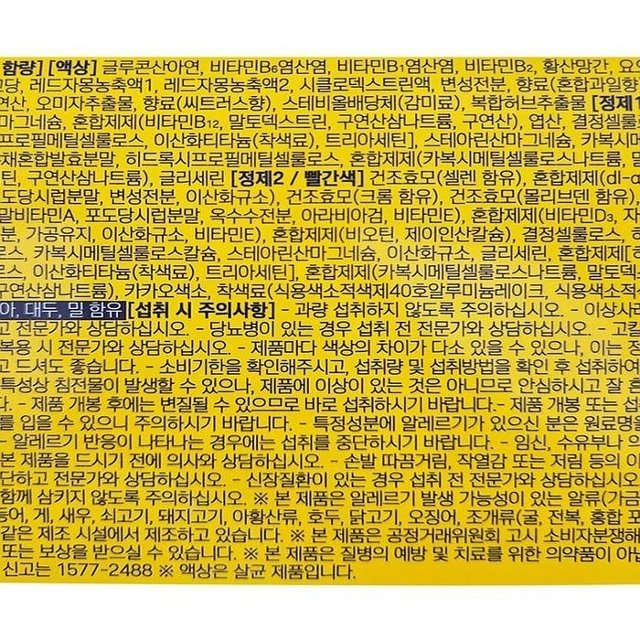 함량] [액상] 글루콘산아연, 비타민B₆염산염, 비타민B₁염산염, 비타민B₂, 황산망간, 요오
고당, 레드자몽농축액1, 레드자몽농축액2, 시클로덱스트린액, 변성전분, 향료(혼합과일향
연산, 오미자추출물, 향료(씨트러스향), 스테비올배당체(감미료), 복합허브추출물 [정제1
마그네슘, 혼합제제(비타민B₁₂, 말토덱스트린, 구연산삼나트륨, 구연산), 엽산, 결정셀룰로
프로필메틸셀룰로스, 이산화티타늄(착색료), 트리아세틴], 스테아린산마그네슘, 카복시메
채혼합발효분말, 히드록시프로필메틸셀룰로스, 혼합제제(카복시메틸셀룰로스나트륨,
틴, 구연산삼나트륨), 글리세린 [정제2 / 빨간색] 건조효모(셀렌 함유), 혼합제제(dl-α
도당시럽분말, 변성전분, 이산화규소), 건조효모(크롬 함유), 건조효모(몰리브덴 함유),
말비타민A, 포도당시럽분말, 옥수수전분, 아라비아검, 비타민E), 혼합제제(비타민D₃, 자
분, 가공유지, 이산화규소, 비타민E), 혼합제제(비오틴, 제이인산칼슘), 결정셀룰로스, 히
로스, 카복시메틸셀룰로스칼슘, 스테아린산마그네슘, 이산화규소, 글리세린, 혼합제제[히
스, 이산화티타늄(착색료), 트리아세틴], 혼합제제(카복시메틸셀룰로스나트륨, 말토덱
구연산삼나트륨), 카카오색소, 착색료(식용색소적색제40호알루미늄레이크, 식용색소적
아, 대두, 밀 함유 [섭취 시 주의사항] - 과량 섭취하지 않도록 주의하십시오. - 이상사
고 전문가와 상담하십시오. - 당뇨병이 있는 경우 섭취 전 전문가와 상담하십시오. - 고
복용 시 전문가와 상담하십시오. - 제품마다 색상의 차이가 다소 있을 수 있으나, 이는 정
고 드셔도 좋습니다. - 소비기한을 확인해주시고, 섭취량 및 섭취방법을 확인 후 섭취하여
특성상 침전물이 발생할 수 있으나, 제품에 이상이 있는 것은 아니므로 안심하시고 잘
다. - 제품 개봉 후에는 변질될 수 있으므로 바로 섭취하시기 바랍니다. - 제품 개봉 또는 섭
를 입을 수 있으니 주의하시기 바랍니다. - 특정성분에 알레르기가 있으신 분은 원료명을
- 알레르기 반응이 나타나는 경우에는 섭취를 중단하시기 바랍니다. - 임신, 수유부나 의
본 제품을 드시기 전에 의사와 상담하십시오. - 손발 따끔거림, 작열감 또는 저림 등의 이
단하고 전문가와 상담하십시오. - 신장질환이 있는 경우 섭취 전 전문가와 상담하십시오
함께 삼키지 않도록 주의하십시오. ※ 본 제품은 알레르기 발생 가능성이 있는 알류(가금
등어, 게, 새우, 쇠고기, 돼지고기, 아황산류, 호두, 닭고기, 오징어, 조개류(굴, 전복, 홍합 포
같은 제조 시설에서 제조하고 있습니다. ※ 본 제품은 공정거래위원회 고시 소비자분쟁해
또는 보상을 받으실 수 있습니다. ※ 본 제품은 질병의 예방 및 치료를 위한 의약품이 아니
신고는 1577-2488 ※ 액상은 살균 제품입니다.